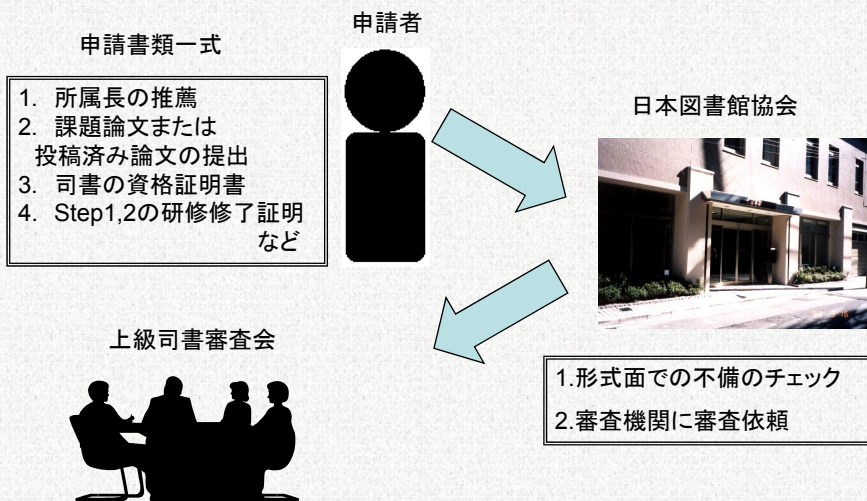 申請者
申請書類一式
1. 所属長の推薦
2. 課題論文または
投稿済み論文の提出
3. 司書の資格証明書
4. Step1,2の研修修了証明
など
日本図書館協会
1.形式面での不備のチェック
2.審査機関に審査依頼
上級司書審査会